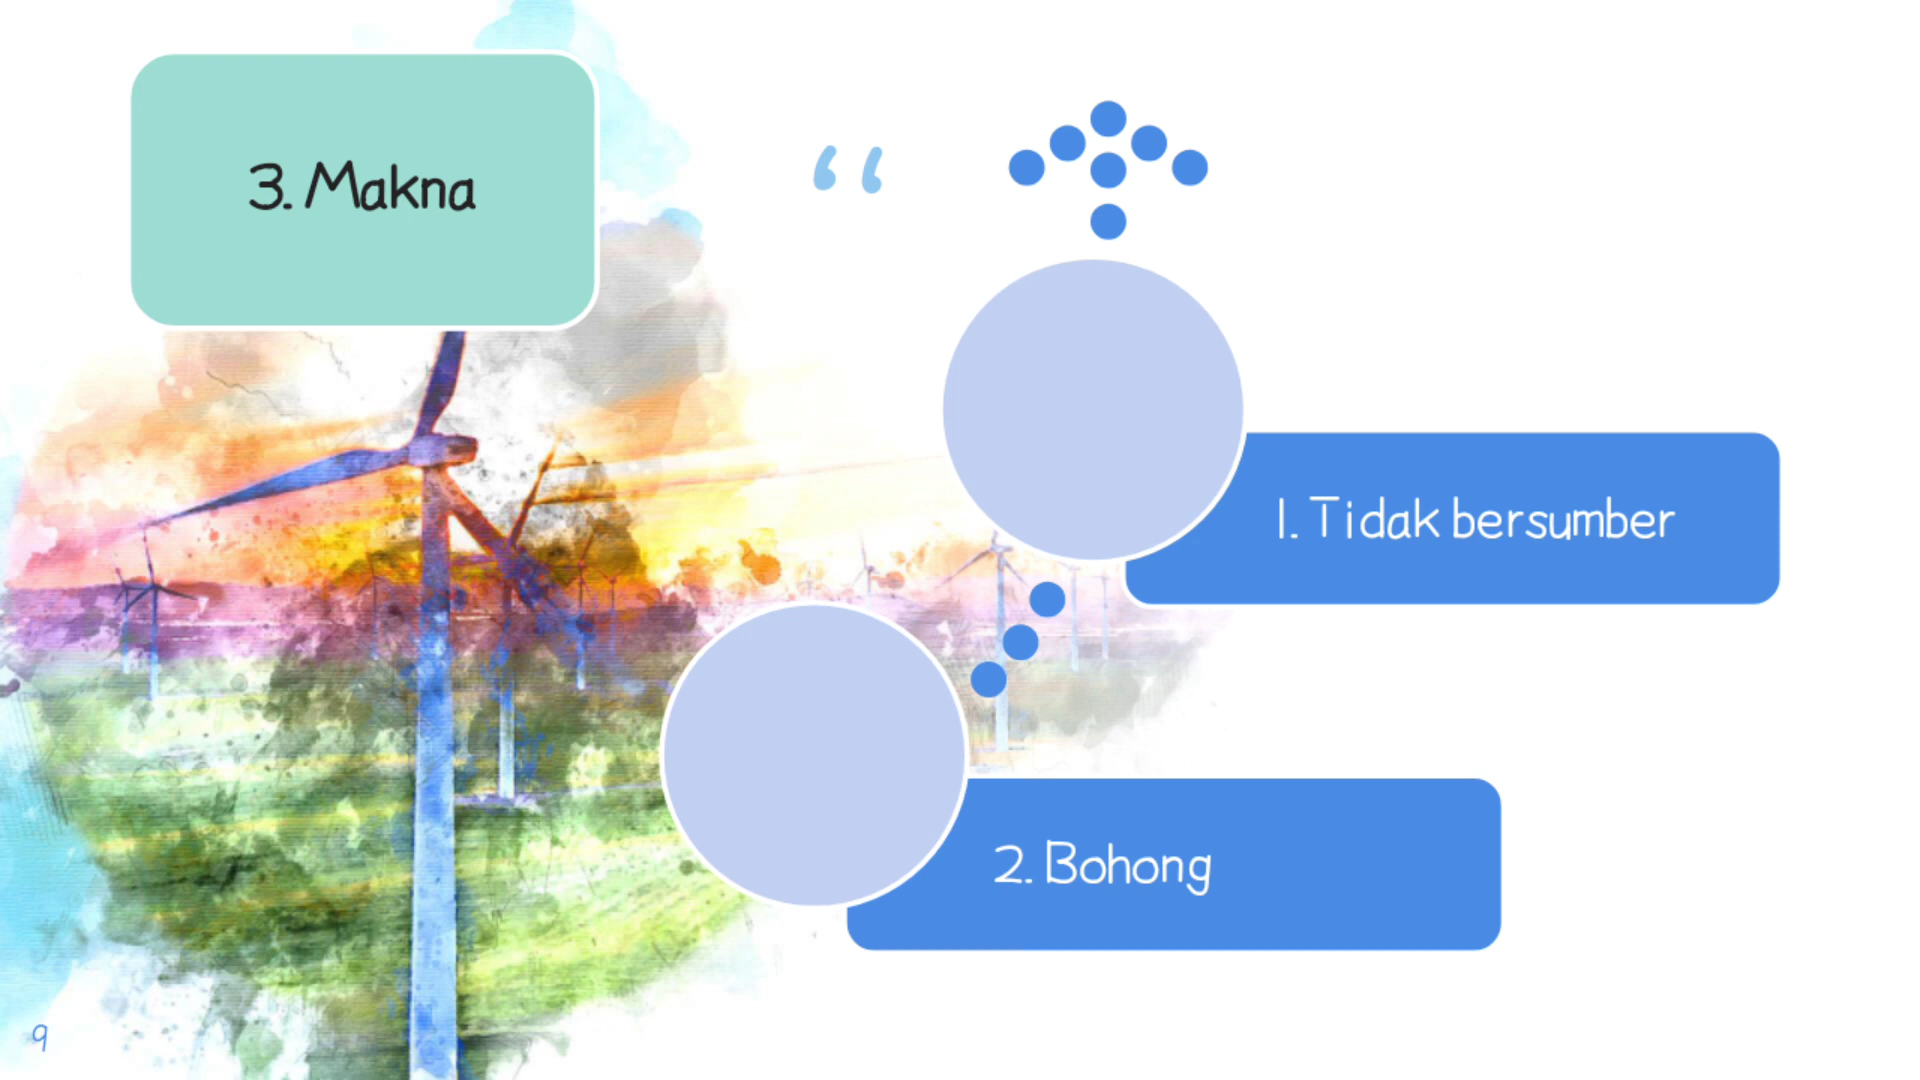 3. Makna
“
1. Tidak bersumber
2. Bohong
9